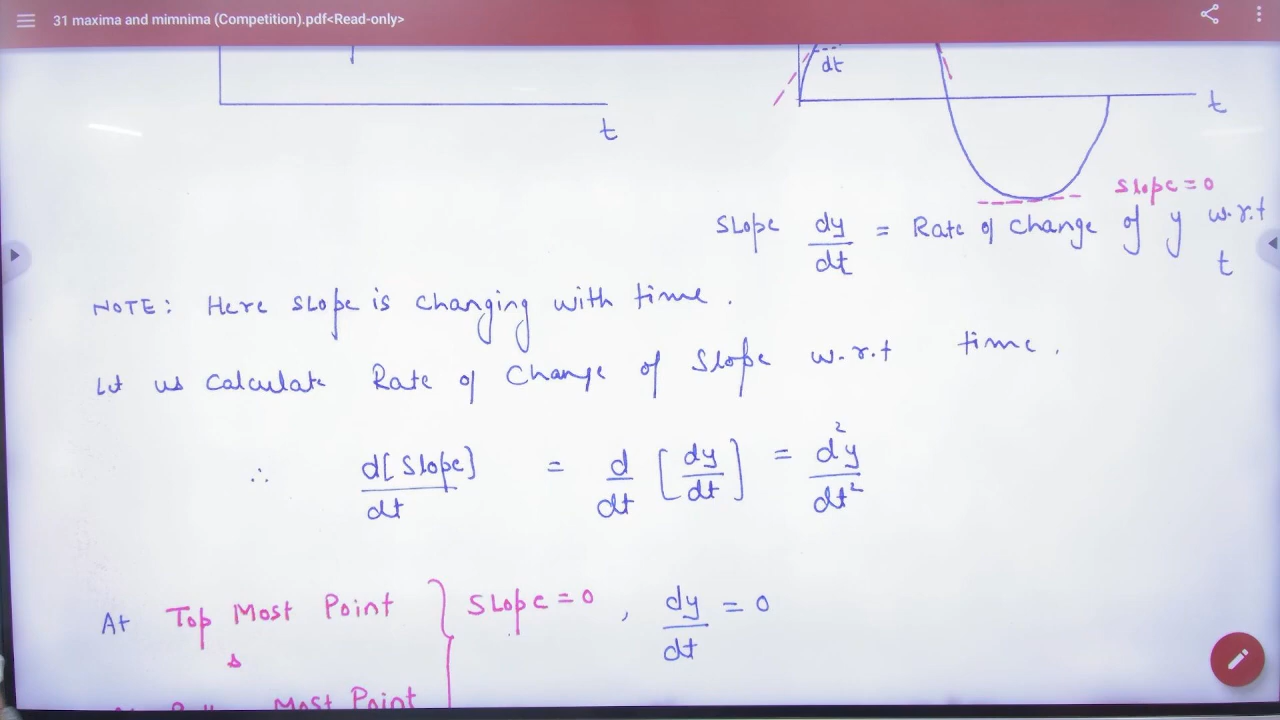 31 maxima and mimnima (Competition).pdf<Read-only>
dt
t
t
Slope = 0
Slope dy/dt = Rate of change of y w.r.t t
NOTE: Here slope is changing with time.
Let us Calculate Rate of Change of Slope w.r.t time.
∴ d[Slope]/dt = d/dt [dy/dt] = d²y/dt²
At Top Most Point } Slope = 0, dy/dt = 0
&
Most Point